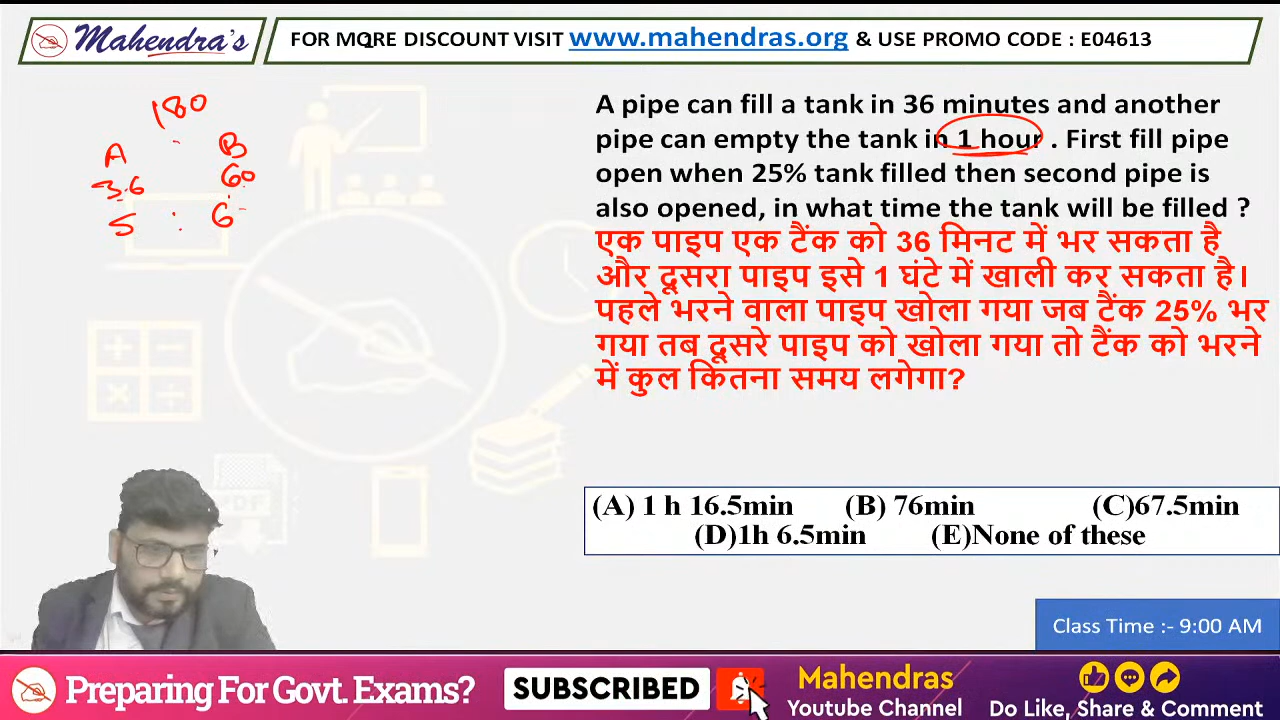 Mahendra's
FOR MORE DISCOUNT VISIT www.mahendras.org & USE PROMO CODE : E04613
180
A : B
36 60
5 : 6
A pipe can fill a tank in 36 minutes and another
pipe can empty the tank in 1 hour . First fill pipe
open when 25% tank filled then second pipe is
also opened, in what time the tank will be filled ?
एक पाइप एक टैंक को 36 मिनट में भर सकता है
और दूसरा पाइप इसे 1 घंटे में खाली कर सकता है।
पहले भरने वाला पाइप खोला गया जब टैंक 25% भर
गया तब दूसरे पाइप को खोला गया तो टैंक को भरने
में कुल कितना समय लगेगा?
(A) 1 h 16.5min (B) 76min (C)67.5min
(D)1h 6.5min (E)None of these
Class Time :- 9:00 AM
Preparing For Govt. Exams?
SUBSCRIBED
Mahendras
Youtube Channel
Do Like, Share & Comment